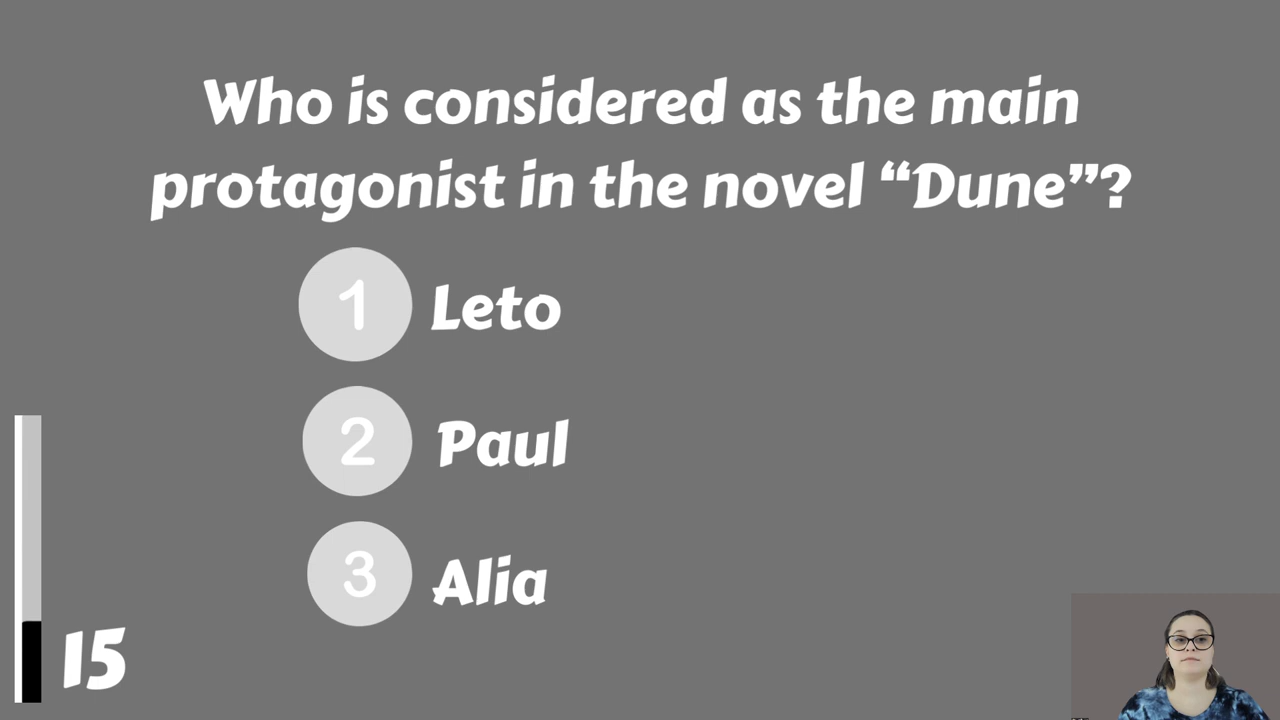 Who is considered as the main
protagonist in the novel “Dune”?
1 Leto
2 Paul
3 Alia
15